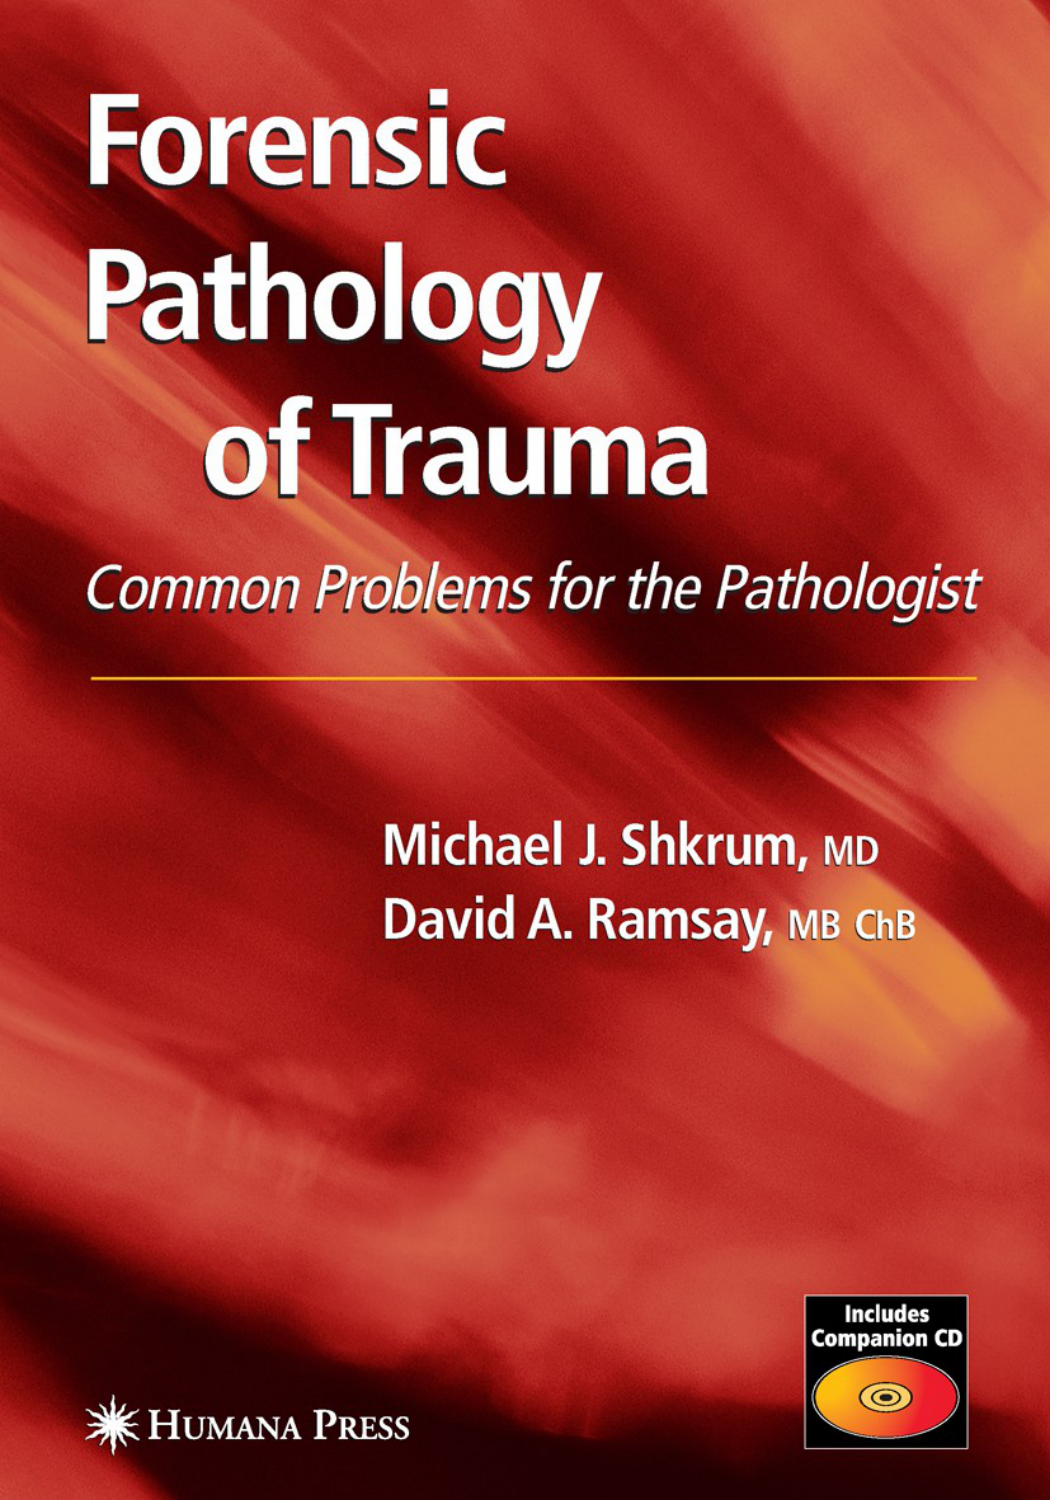 Forensic
Pathology
of Trauma
Common Problems for the Pathologist
Michael J. Shkrum, MD
David A. Ramsay, MB ChB
Includes
Companion CD
HUMANA PRESS